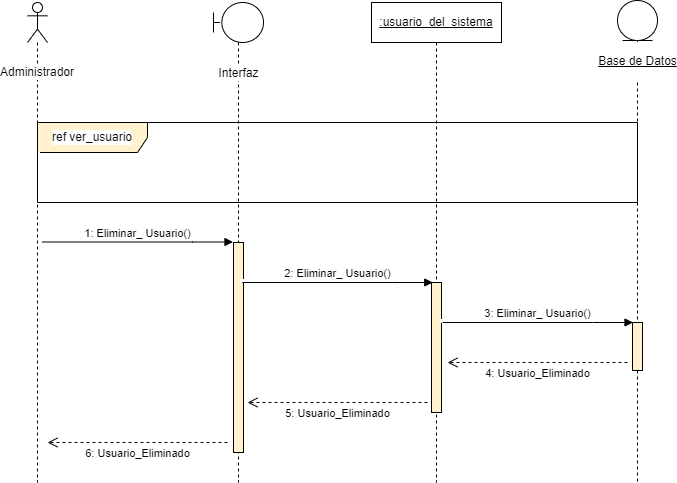 :usuario_del_sistema
Administrador
Interfaz
Base de Datos
ref ver_usuario
1: Eliminar_ Usuario()
2: Eliminar_ Usuario()
3: Eliminar_ Usuario()
4: Usuario_Eliminado
5: Usuario_Eliminado
6: Usuario_Eliminado